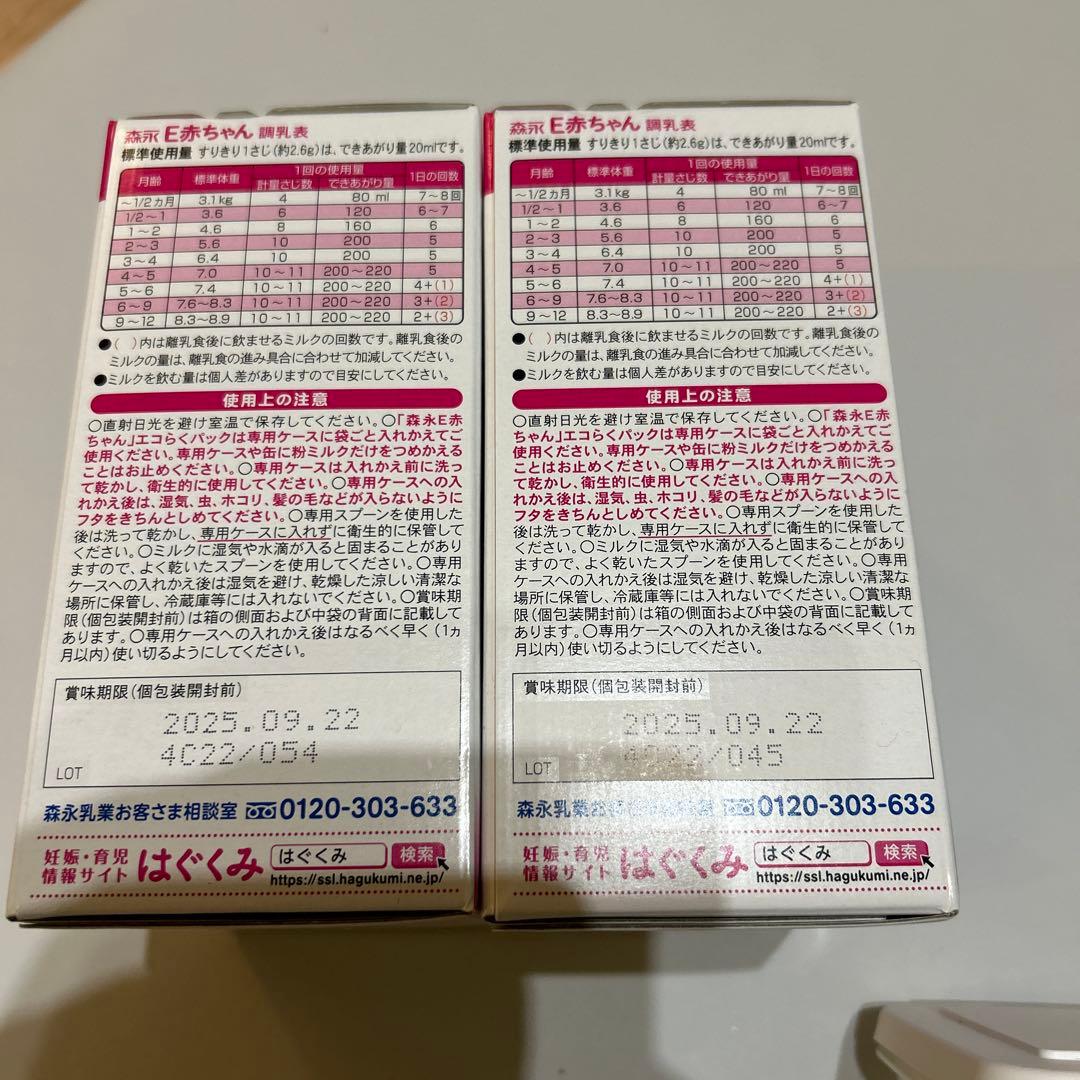 森永 E赤ちゃん 調乳表
標準使用量 すりきり1さじ(約2.6g)は、できあがり量20mlです。
月齢 標準体重 1回の使用量 1日の回数
計量さじ数 できあがり量
～1/2カ月 3.1kg 4 80 ml 7～8回
1/2～1 3.6 6 120 6～7
1～2 4.6 8 160 6
2～3 5.6 10 200 5
3～4 6.4 10 200 5
4～5 7.0 10～11 200～220 5
5～6 7.4 10～11 200～220 4+(1)
6～9 7.6～8.3 10～11 200～220 3+(2)
9～12 8.3～8.9 10～11 200～220 2+(3)
●( )内は離乳食後に飲ませるミルクの回数です。離乳食後の
ミルクの量は、離乳食の進み具合に合わせて加減してください。
●ミルクを飲む量は個人差がありますので目安にしてください。
使用上の注意
○直射日光を避け室温で保存してください。○「森永E赤
ちゃん」エコらくパックは専用ケースに袋ごと入れかえてご
使用ください。専用ケースや缶に粉ミルクだけをつめかえる
ことはお止めください。○専用ケースは入れかえ前に洗っ
て乾かし、衛生的に使用してください。○専用ケースへの入
れかえ後は、湿気、虫、ホコリ、髪の毛などが入らないように
フタをきちんとしめてください。○専用スプーンを使用した
後は洗って乾かし、専用ケースに入れずに衛生的に保管して
ください。○ミルクに湿気や水滴が入ると固まることがあり
ますので、よく乾いたスプーンを使用してください。○専用
ケースへの入れかえ後は湿気を避け、乾燥した涼しい清潔な
場所に保管し、冷蔵庫等には入れないでください。○賞味期
限(個包装開封前)は箱の側面および中袋の背面に記載して
あります。○専用ケースへの入れかえ後はなるべく早く(1ヵ
月以内)使い切るようにしてください。
賞味期限(個包装開封前)
2025.09.22
4C22/054
LOT
森永乳業お客さま相談室 0120-303-633
妊娠・育児
情報サイト はぐくみ はぐくみ 検索
https://ssl.hagukumi.ne.jp/
森永 E赤ちゃん 調乳表
標準使用量 すりきり1さじ(約2.6g)は、できあがり量20mlです。
月齢 標準体重 1回の使用量 1日の回数
計量さじ数 できあがり量
～1/2カ月 3.1kg 4 80 ml 7～8回
1/2～1 3.6 6 120 6～7
1～2 4.6 8 160 6
2～3 5.6 10 200 5
3～4 6.4 10 200 5
4～5 7.0 10～11 200～220 5
5～6 7.4 10～11 200～220 4+(1)
6～9 7.6～8.3 10～11 200～220 3+(2)
9～12 8.3～8.9 10～11 200～220 2+(3)
●( )内は離乳食後に飲ませるミルクの回数です。離乳食後の
ミルクの量は、離乳食の進み具合に合わせて加減してください。
●ミルクを飲む量は個人差がありますので目安にしてください。
使用上の注意
○直射日光を避け室温で保存してください。○「森永E赤
ちゃん」エコらくパックは専用ケースに袋ごと入れかえてご
使用ください。専用ケースや缶に粉ミルクだけをつめかえる
ことはお止めください。○専用ケースは入れかえ前に洗っ
て乾かし、衛生的に使用してください。○専用ケースへの入
れかえ後は、湿気、虫、ホコリ、髪の毛などが入らないように
フタをきちんとしめてください。○専用スプーンを使用した
後は洗って乾かし、専用ケースに入れずに衛生的に保管して
ください。○ミルクに湿気や水滴が入ると固まることがあり
ますので、よく乾いたスプーンを使用してください。○専用
ケースへの入れかえ後は湿気を避け、乾燥した涼しい清潔な
場所に保管し、冷蔵庫等には入れないでください。○賞味期
限(個包装開封前)は箱の側面および中袋の背面に記載して
あります。○専用ケースへの入れかえ後はなるべく早く(1ヵ
月以内)使い切るようにしてください。
賞味期限(個包装開封前)
2025.09.22
4C22/045
LOT
森永乳業お客さま相談室 0120-303-633
妊娠・育児
情報サイト はぐくみ はぐくみ 検索
https://ssl.hagukumi.ne.jp/